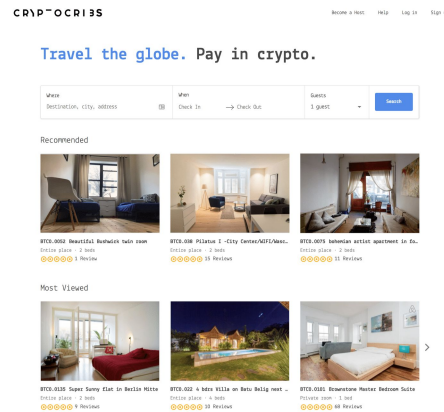 CRYPTOCRIBS
Become a Host Help Log in Sign
Travel the globe. Pay in crypto.
Where
Destination, city, address
When
Check In → Check Out
Guests
1 guest
Search
Recommended
BTC0.0052 Beautiful Bushwick twin room
Entire place · 2 beds
1 Review
BTC0.038 Pilatus I -City Center/WIFI/Wasc…
Entire place · 2 beds
15 Reviews
BTC0.0075 bohemian artist apartment in fo…
Entire place · 2 beds
11 Reviews
Most Viewed
BTC0.0135 Super Sunny flat in Berlin Mitte
Entire place · 2 beds
9 Reviews
BTC0.022 4 bdrs Villa on Batu Belig next …
Entire place · 4 beds
10 Reviews
BTC0.0101 Brownstone Master Bedroom Suite
Private room · 1 bed
68 Reviews